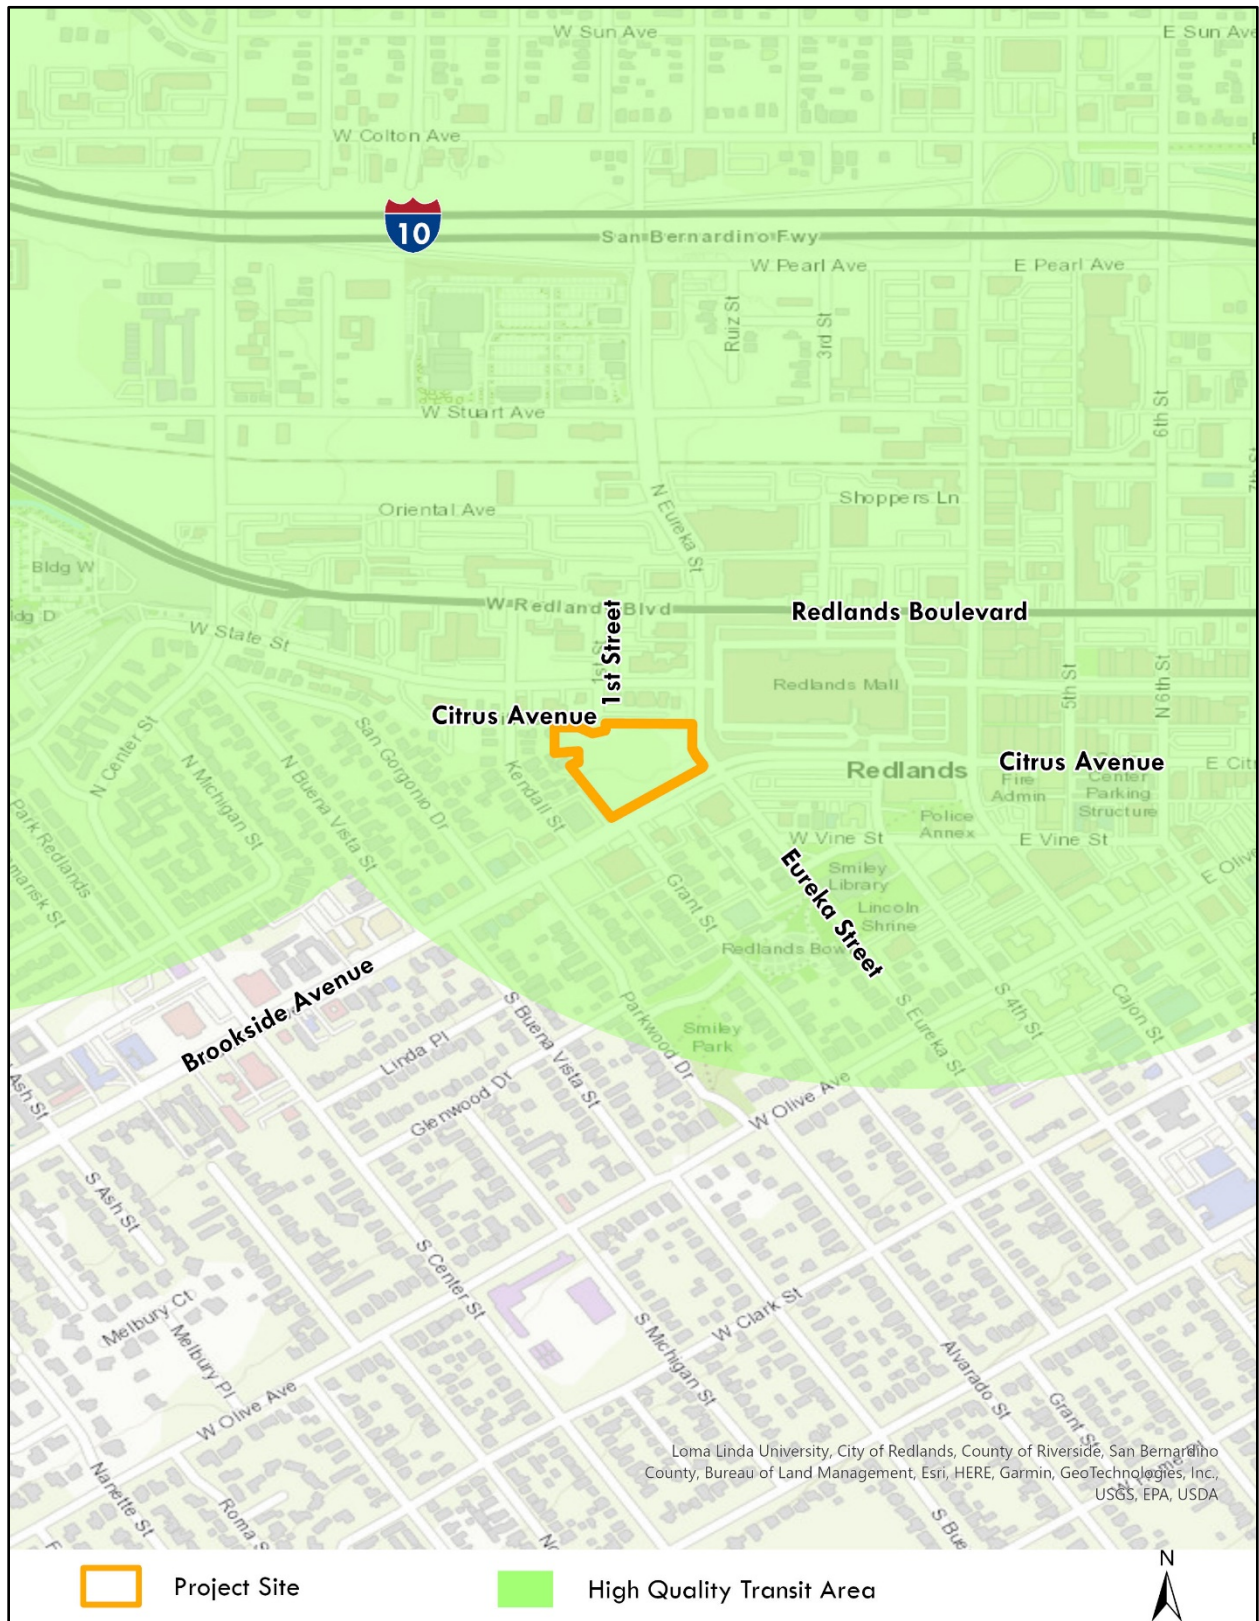 W Sun Ave
E Sun Ave
W Colton Ave
10
San Bernardino Fwy
W Pearl Ave
E Pearl Ave
Ruiz St
3rd St
W Stuart Ave
6th St
N Eureka St
Shoppers Ln
Oriental Ave
Bldg W
W Redlands Blvd
Redlands Boulevard
W State St
1st St
1st Street
Redlands Mall
5th St
N 6th St
Citrus Avenue
N Center St
San Gorgonio Dr
N Michigan St
N Buena Vista St
Kendall St
Redlands
Citrus Avenue
E Cit
Fire
Admin
Center
Parking
Structure
Park Redlands
Police
Annex
W Vine St
E Vine St
Smiley
Library
Eureka Street
Grant St
Lincoln
Shrine
E Olive
Redlands Bow
Brookside Avenue
S Buena Vista St
Parkwood Dr
Smiley
Park
S Eureka St
S 4th St
Cajon St
Linda Pl
Glenwood Dr
W Olive Ave
Ash St
S Ash St
S Center St
Melbury Ct
Melbury Pl
S Michigan St
W Clark St
Alvarado St
Grant St
W Olive Ave
Nanette St
Roma S
S Bue
Loma Linda University, City of Redlands, County of Riverside, San Bernardino
County, Bureau of Land Management, Esri, HERE, Garmin, GeoTechnologies, Inc.,
USGS, EPA, USDA
Project Site
High Quality Transit Area
N